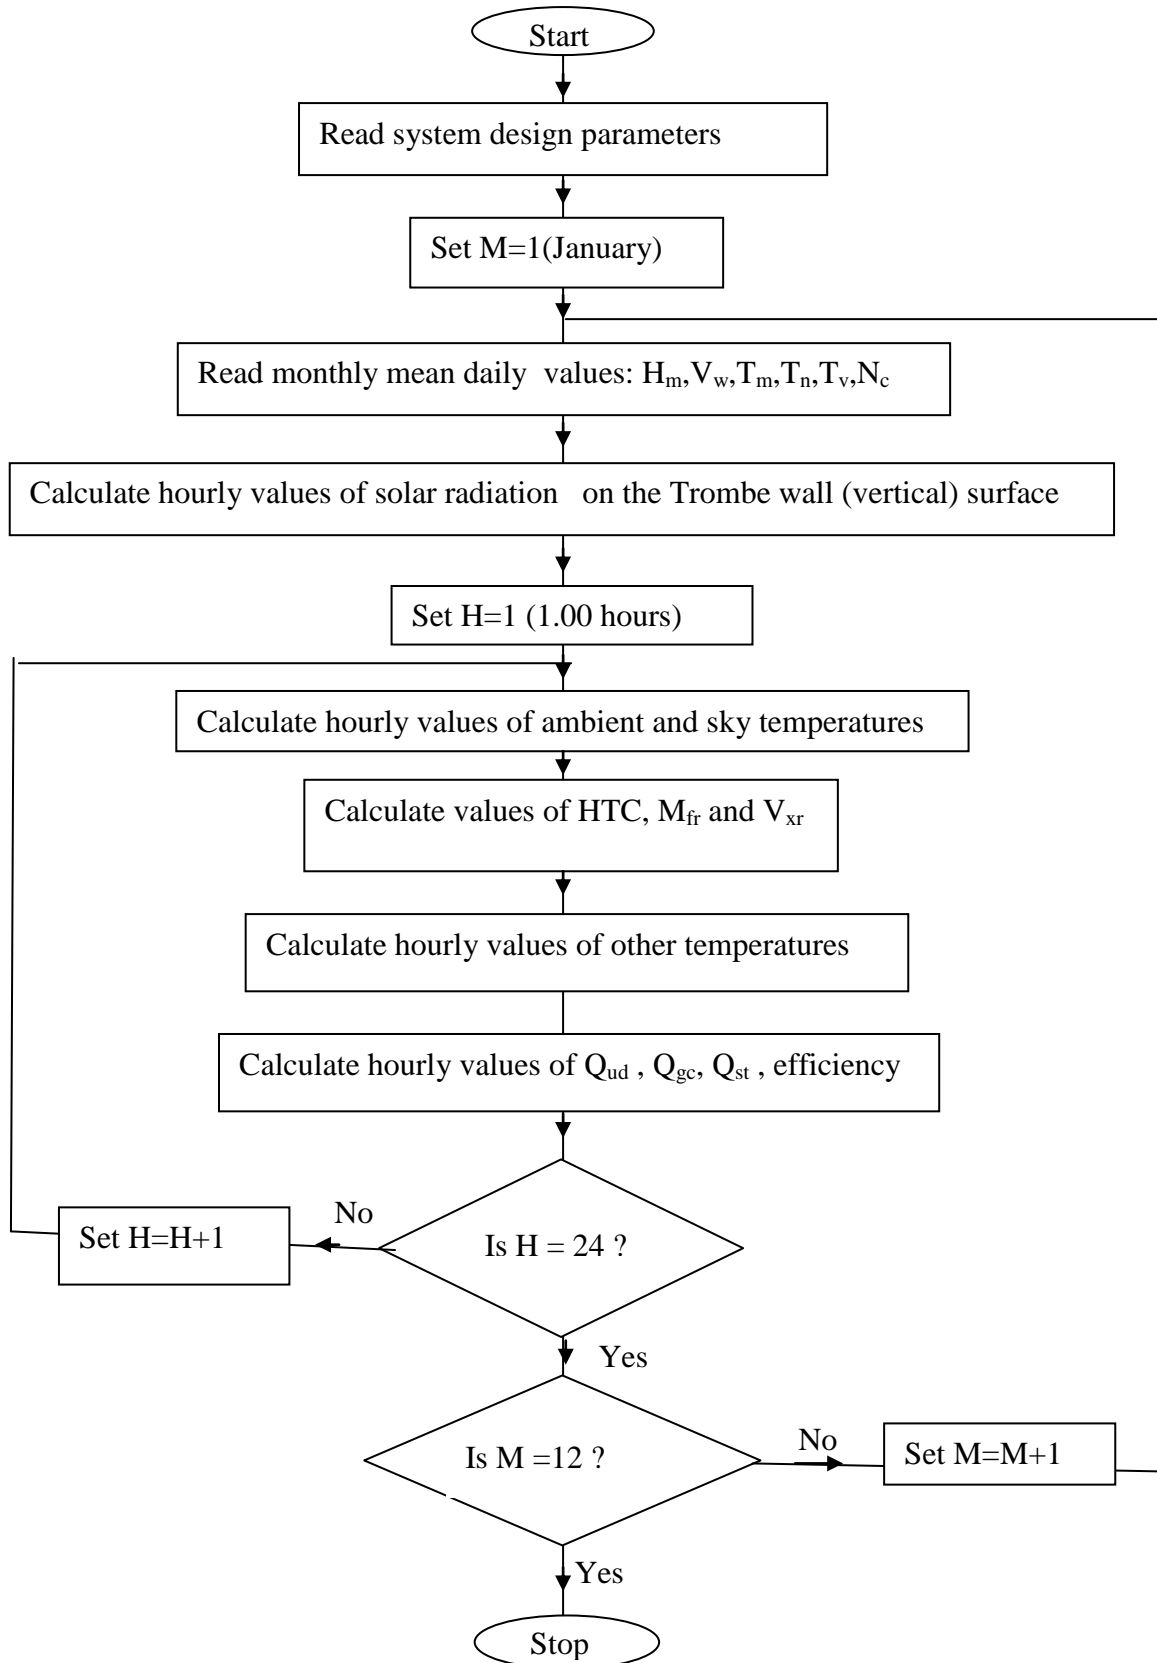 Start
Read system design parameters
Set M=1(January)
Read monthly mean daily values: Hm,Vw,Tm,Tn,Tv,Nc
Calculate hourly values of solar radiation on the Trombe wall (vertical) surface
Set H=1 (1.00 hours)
Calculate hourly values of ambient and sky temperatures
Calculate values of HTC, Mfr and Vxr
Calculate hourly values of other temperatures
Calculate hourly values of Qud , Qgc, Qst , efficiency
No
Set H=H+1
Is H = 24 ?
Yes
Is M =12 ?
No
Set M=M+1
Yes
Stop